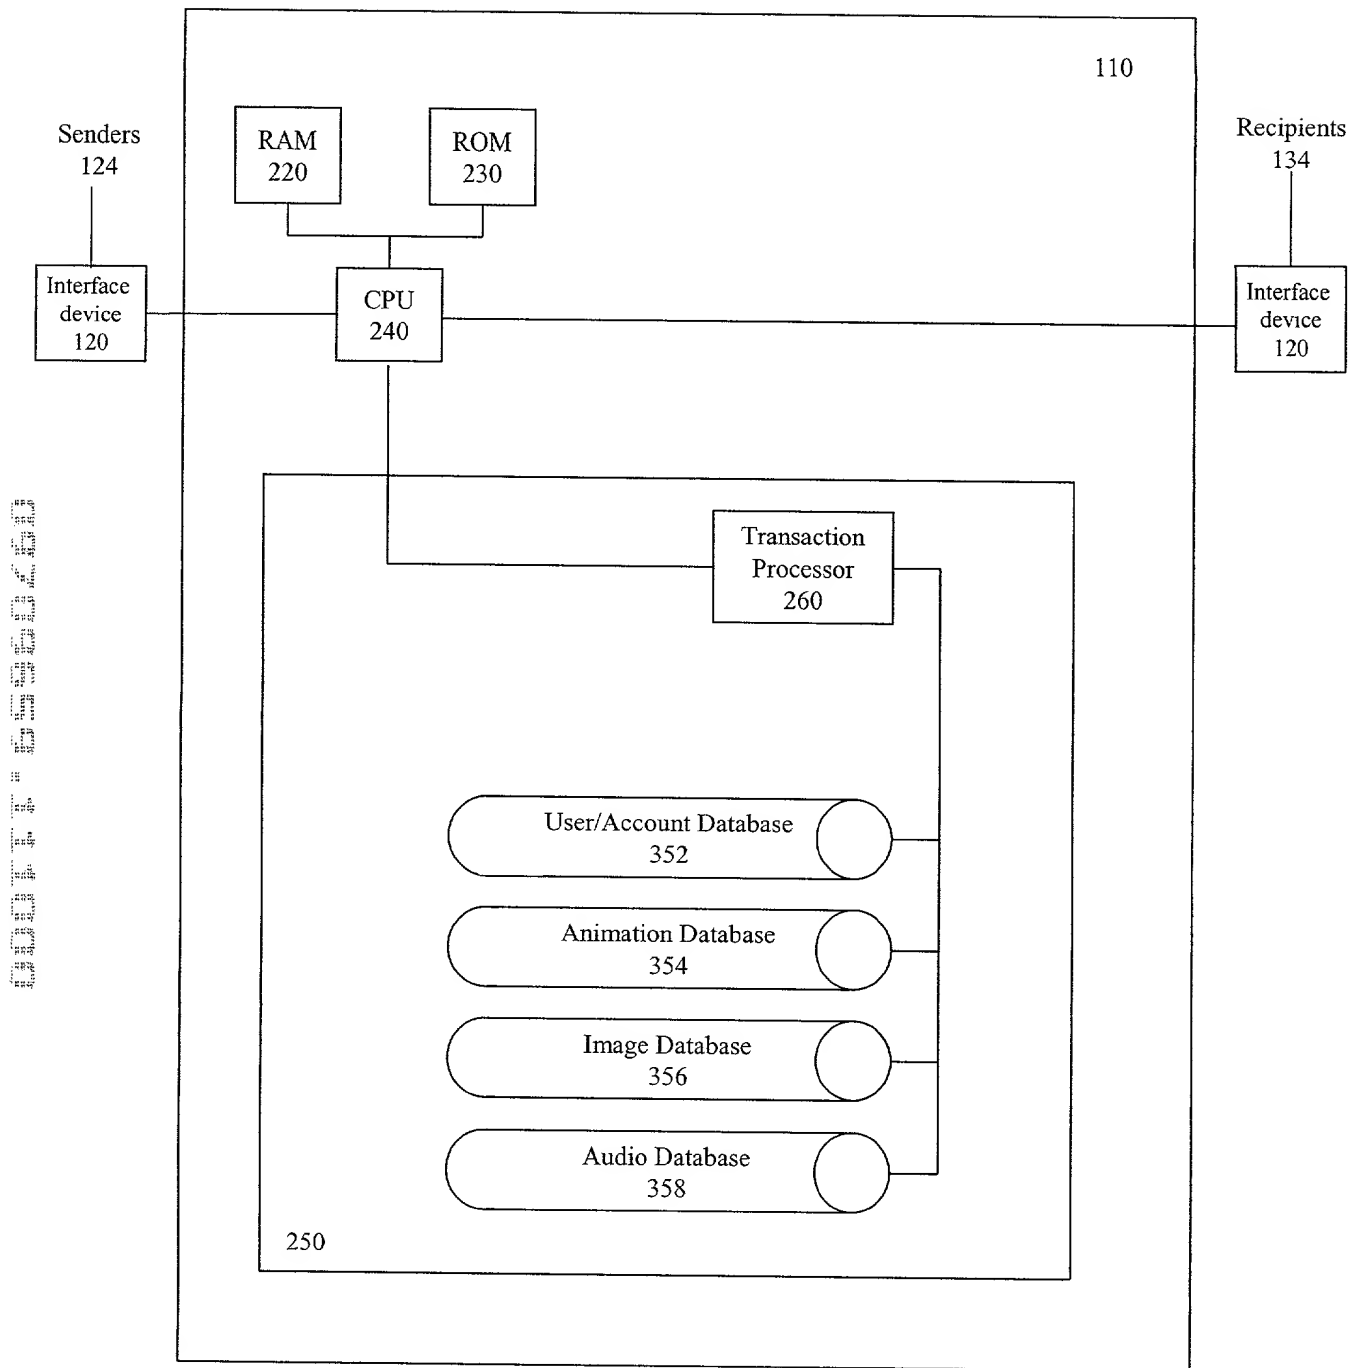 110
Senders
124
Recipients
134
RAM
220
ROM
230
Interface
device
120
CPU
240
Interface
device
120
Transaction
Processor
260
User/Account Database
352
Animation Database
354
Image Database
356
Audio Database
358
250